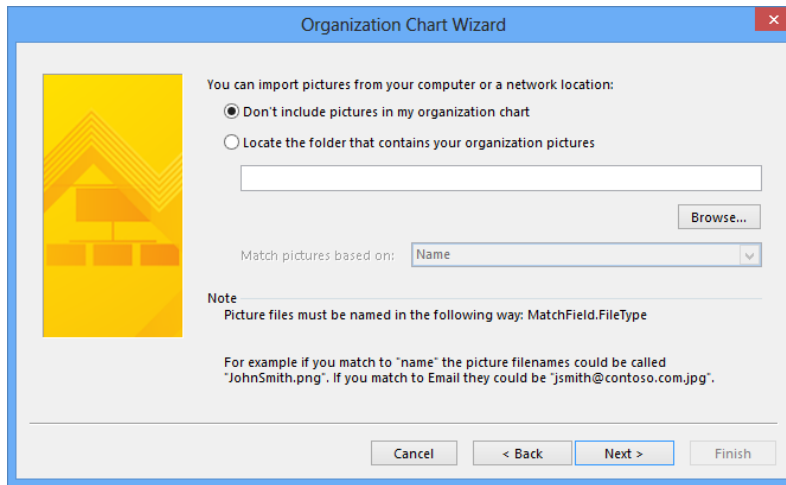 Organization Chart Wizard
You can import pictures from your computer or a network location:
Don't include pictures in my organization chart
Locate the folder that contains your organization pictures
Browse...
Match pictures based on: Name
Note
Picture files must be named in the following way: MatchField.FileType
For example if you match to "name" the picture filenames could be called
"JohnSmith.png". If you match to Email they could be "jsmith@contoso.com.jpg".
Cancel < Back Next > Finish